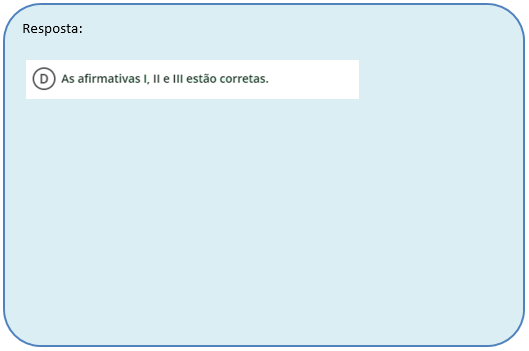 Resposta:
D As afirmativas I, II e III estão corretas.